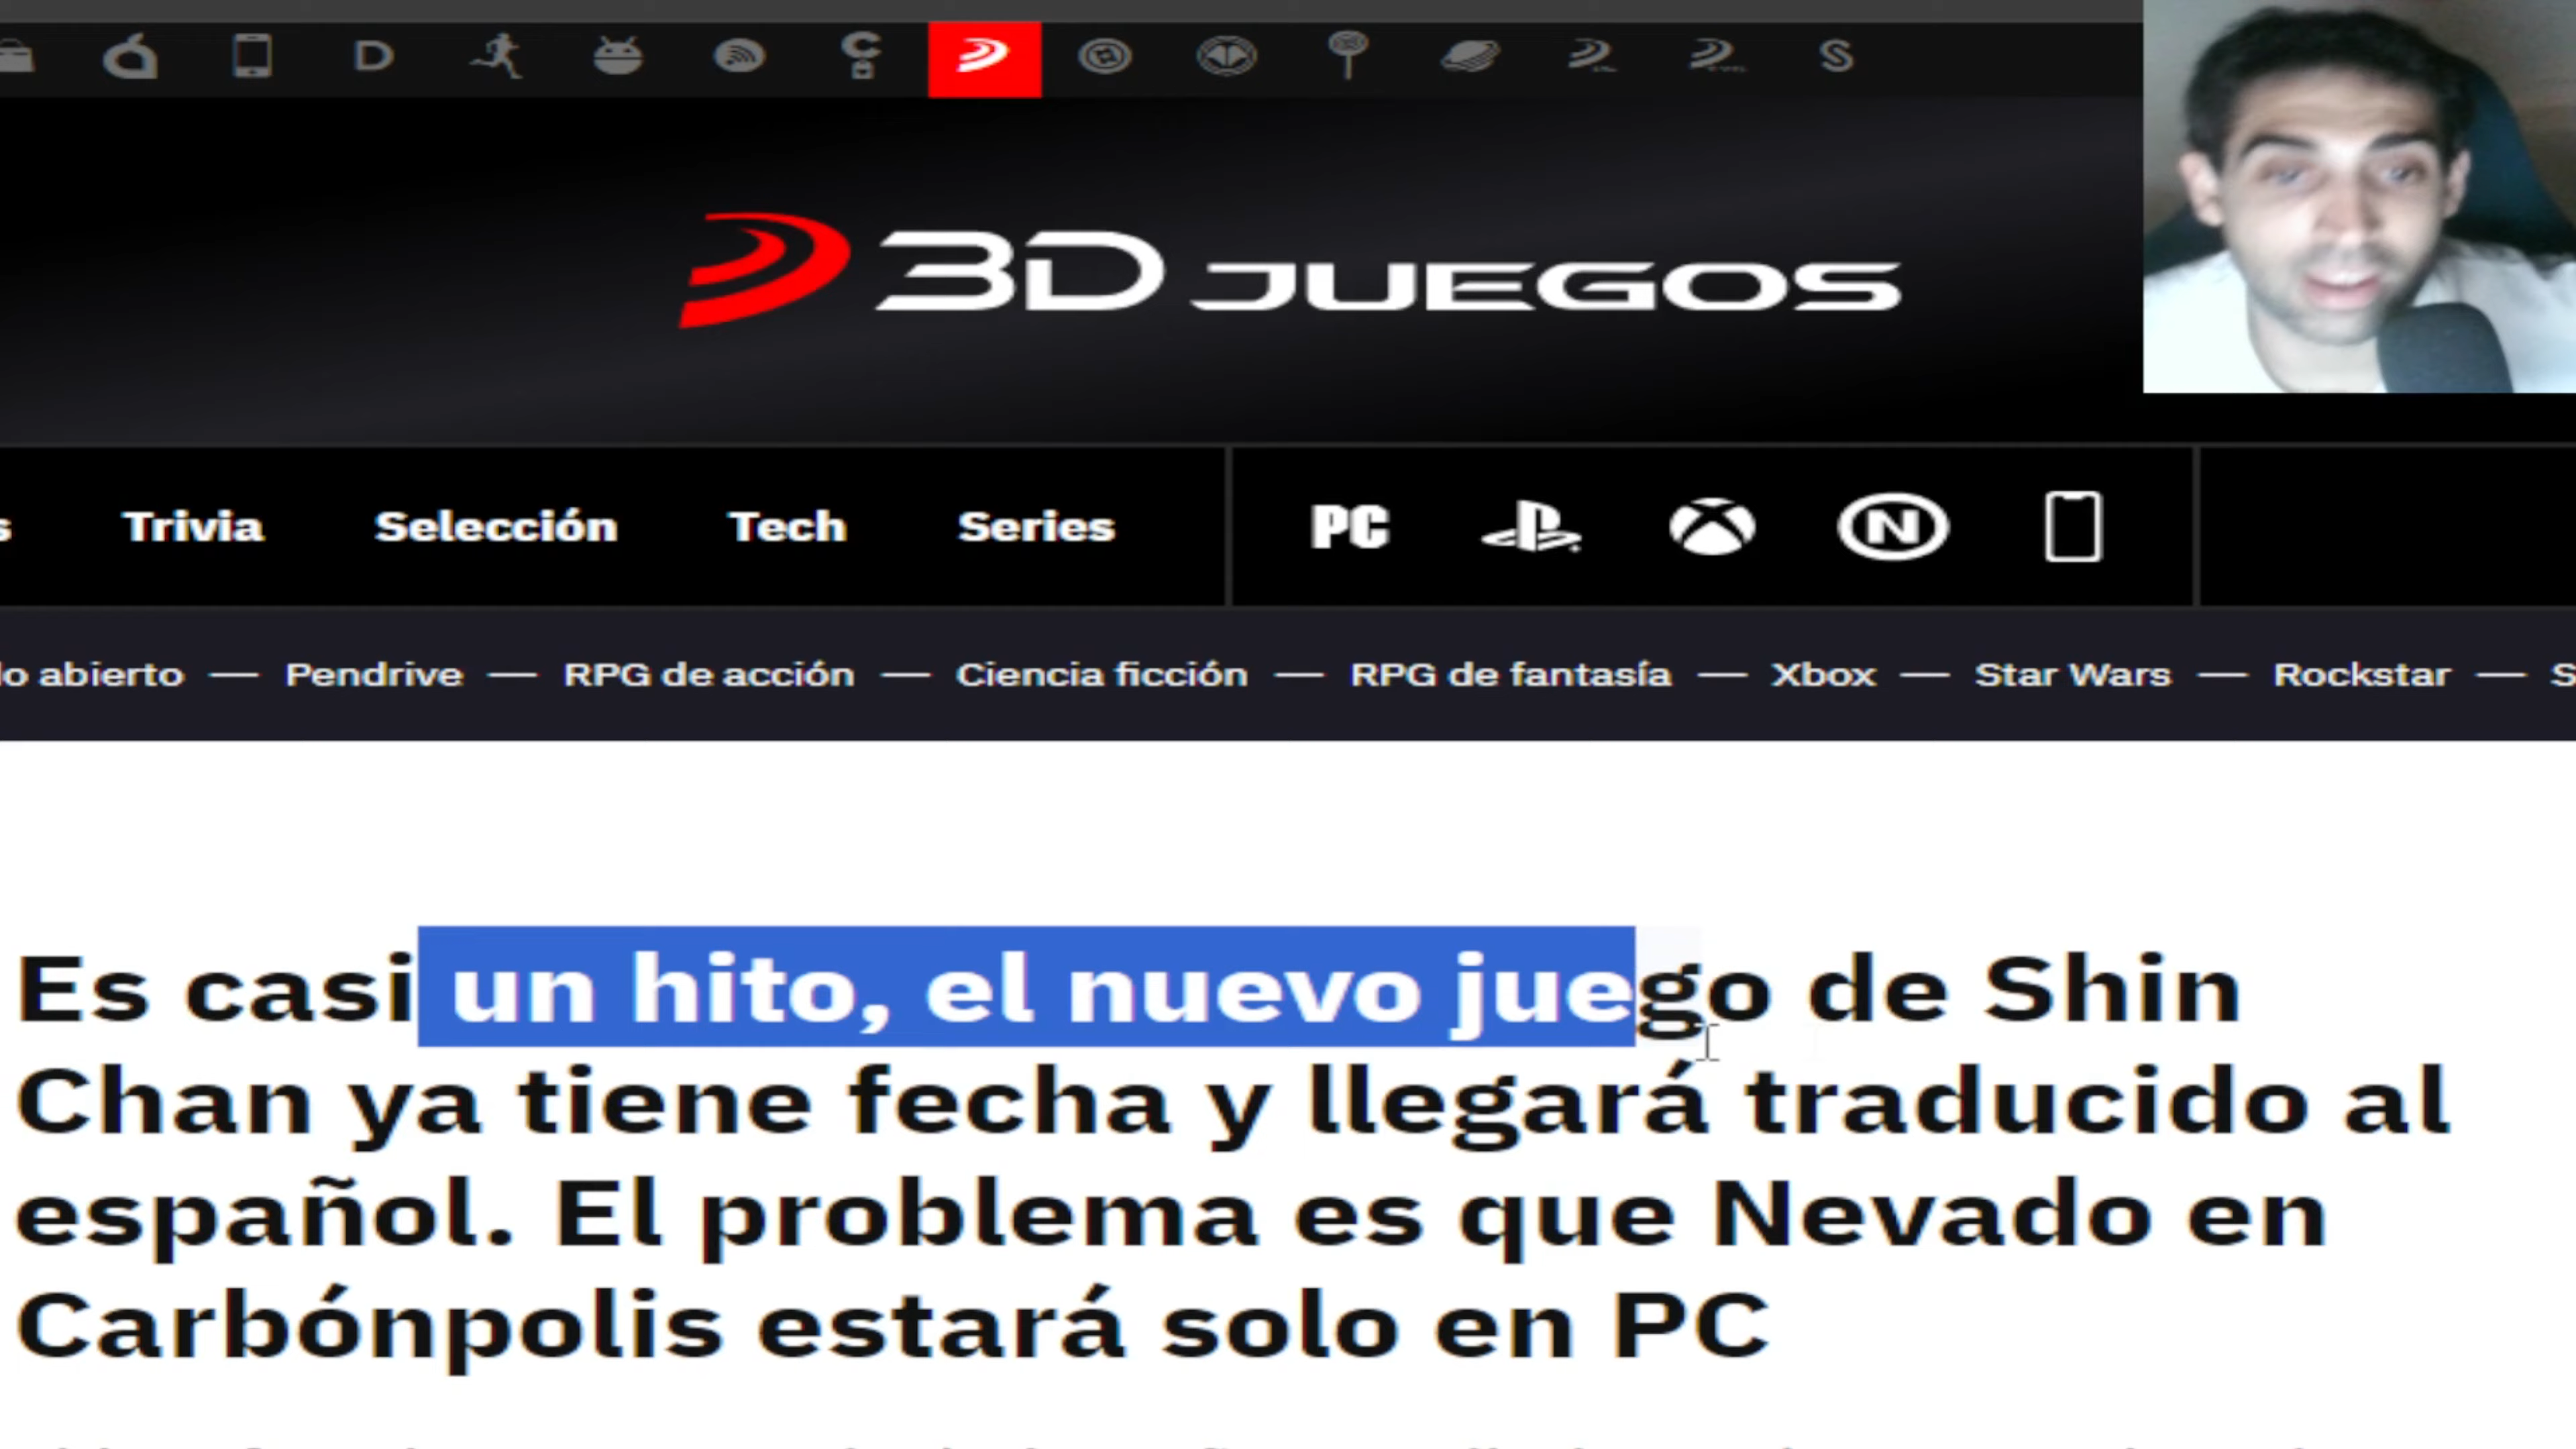 3D JUEGOS
Trivia Selección Tech Series PC
lo abierto — Pendrive — RPG de acción — Ciencia ficción — RPG de fantasía — Xbox — Star Wars — Rockstar — S
Es casi un hito, el nuevo juego de Shin
Chan ya tiene fecha y llegará traducido al
español. El problema es que Nevado en
Carbónpolis estará solo en PC